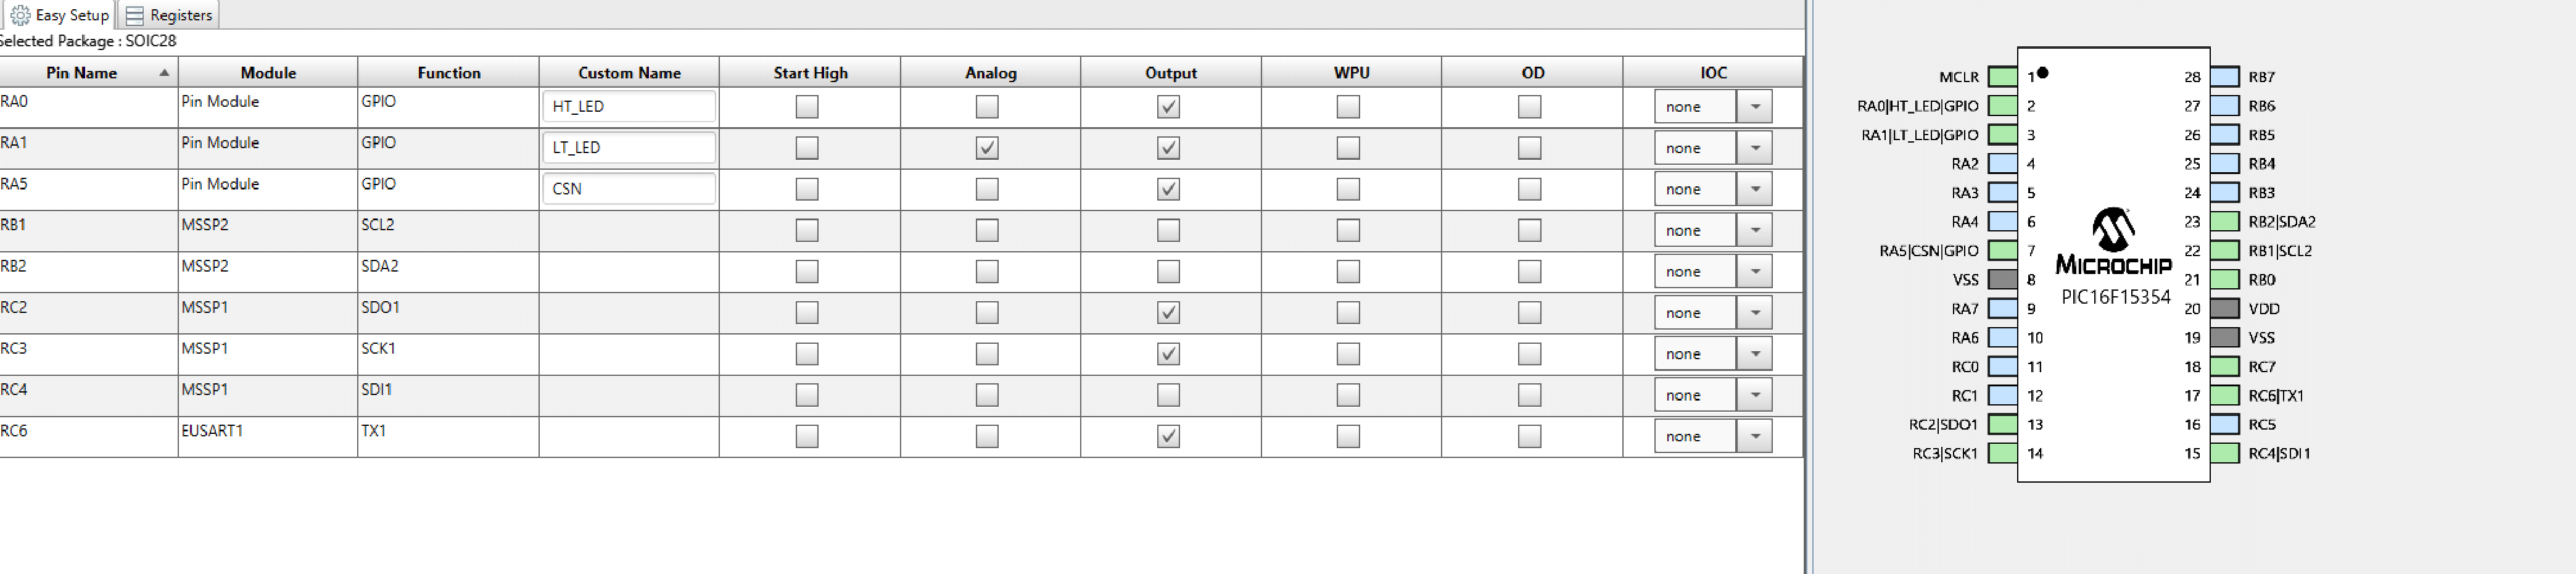 Easy Setup Registers
Selected Package : SOIC28
Pin Name Module Function Custom Name Start High Analog Output WPU OD IOC
RA0 Pin Module GPIO HT_LED none
RA1 Pin Module GPIO LT_LED none
RA5 Pin Module GPIO CSN none
RB1 MSSP2 SCL2 none
RB2 MSSP2 SDA2 none
RC2 MSSP1 SDO1 none
RC3 MSSP1 SCK1 none
RC4 MSSP1 SDI1 none
RC6 EUSART1 TX1 none
MCLR 1 28 RB7
RA0|HT_LED|GPIO 2 27 RB6
RA1|LT_LED|GPIO 3 26 RB5
RA2 4 25 RB4
RA3 5 24 RB3
RA4 6 23 RB2|SDA2
RA5|CSN|GPIO 7 22 RB1|SCL2
MICROCHIP
VSS 8 21 RB0
PIC16F15354
RA7 9 20 VDD
RA6 10 19 VSS
RC0 11 18 RC7
RC1 12 17 RC6|TX1
RC2|SDO1 13 16 RC5
RC3|SCK1 14 15 RC4|SDI1